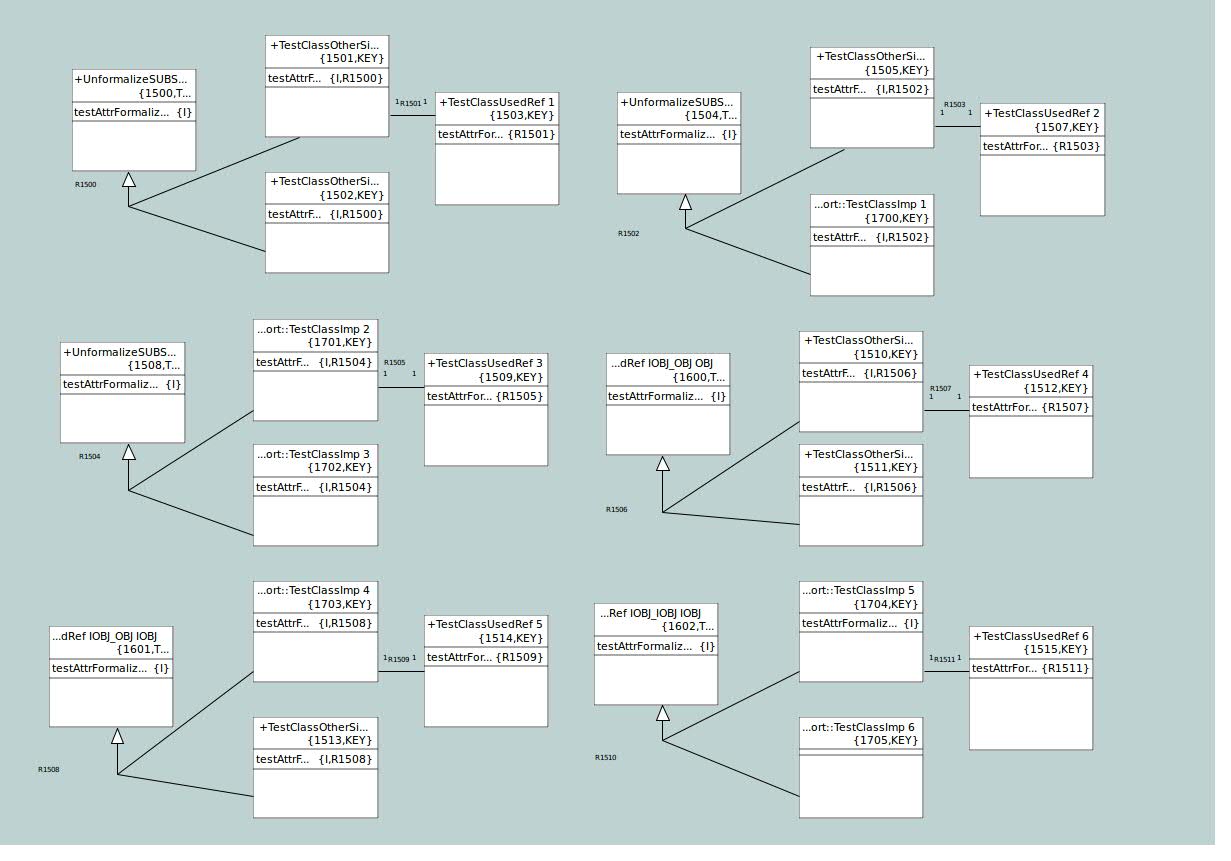 +UnformalizeSUBS...
{1500,T...
testAttrFormaliz... {I}
R1500
+TestClassOtherSi...
{1501,KEY}
testAttrF... {I,R1500}
1 R1501 1
+TestClassUsedRef 1
{1503,KEY}
testAttrFor... {R1501}
+TestClassOtherSi...
{1502,KEY}
testAttrF... {I,R1500}
+UnformalizeSUBS...
{1504,T...
testAttrFormaliz... {I}
R1502
+TestClassOtherSi...
{1505,KEY}
testAttrF... {I,R1502}
R1503
1 1
+TestClassUsedRef 2
{1507,KEY}
testAttrFor... {R1503}
...ort::TestClassImp 1
{1700,KEY}
testAttrF... {I,R1502}
+UnformalizeSUBS...
{1508,T...
testAttrFormaliz... {I}
R1504
...ort::TestClassImp 2
{1701,KEY}
testAttrF... {I,R1504}
R1505
1 1
+TestClassUsedRef 3
{1509,KEY}
testAttrFor... {R1505}
...ort::TestClassImp 3
{1702,KEY}
testAttrF... {I,R1504}
...dRef IOBJ_OBJ OBJ
{1600,T...
testAttrFormaliz... {I}
R1506
+TestClassOtherSi...
{1510,KEY}
testAttrF... {I,R1506}
R1507
1 1
+TestClassUsedRef 4
{1512,KEY}
testAttrFor... {R1507}
+TestClassOtherSi...
{1511,KEY}
testAttrF... {I,R1506}
...dRef IOBJ_OBJ IOBJ
{1601,T...
testAttrFormaliz... {I}
R1508
...ort::TestClassImp 4
{1703,KEY}
testAttrF... {I,R1508}
1 R1509 1
+TestClassUsedRef 5
{1514,KEY}
testAttrFor... {R1509}
+TestClassOtherSi...
{1513,KEY}
testAttrF... {I,R1508}
...Ref IOBJ_IOBJ IOBJ
{1602,T...
testAttrFormaliz... {I}
R1510
...ort::TestClassImp 5
{1704,KEY}
testAttrFormaliz... {I}
1 R1511 1
+TestClassUsedRef 6
{1515,KEY}
testAttrFor... {R1511}
...ort::TestClassImp 6
{1705,KEY}